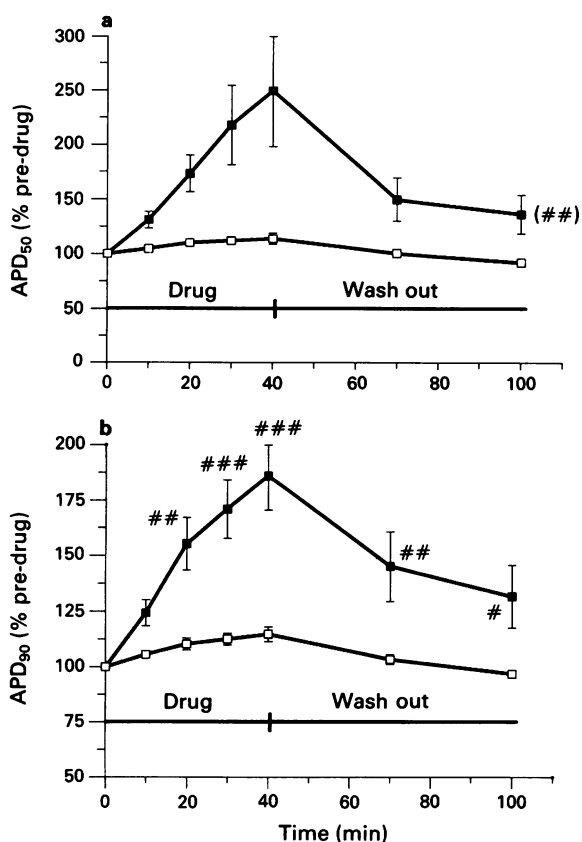 a
300
250
200
150
100
50
0
APD50 (% pre-drug)
(##)
Drug Wash out
0 20 40 60 80 100
b
200
175
150
125
100
75
50
APD90 (% pre-drug)
###
###
##
##
#
Drug Wash out
0 20 40 60 80 100
Time (min)